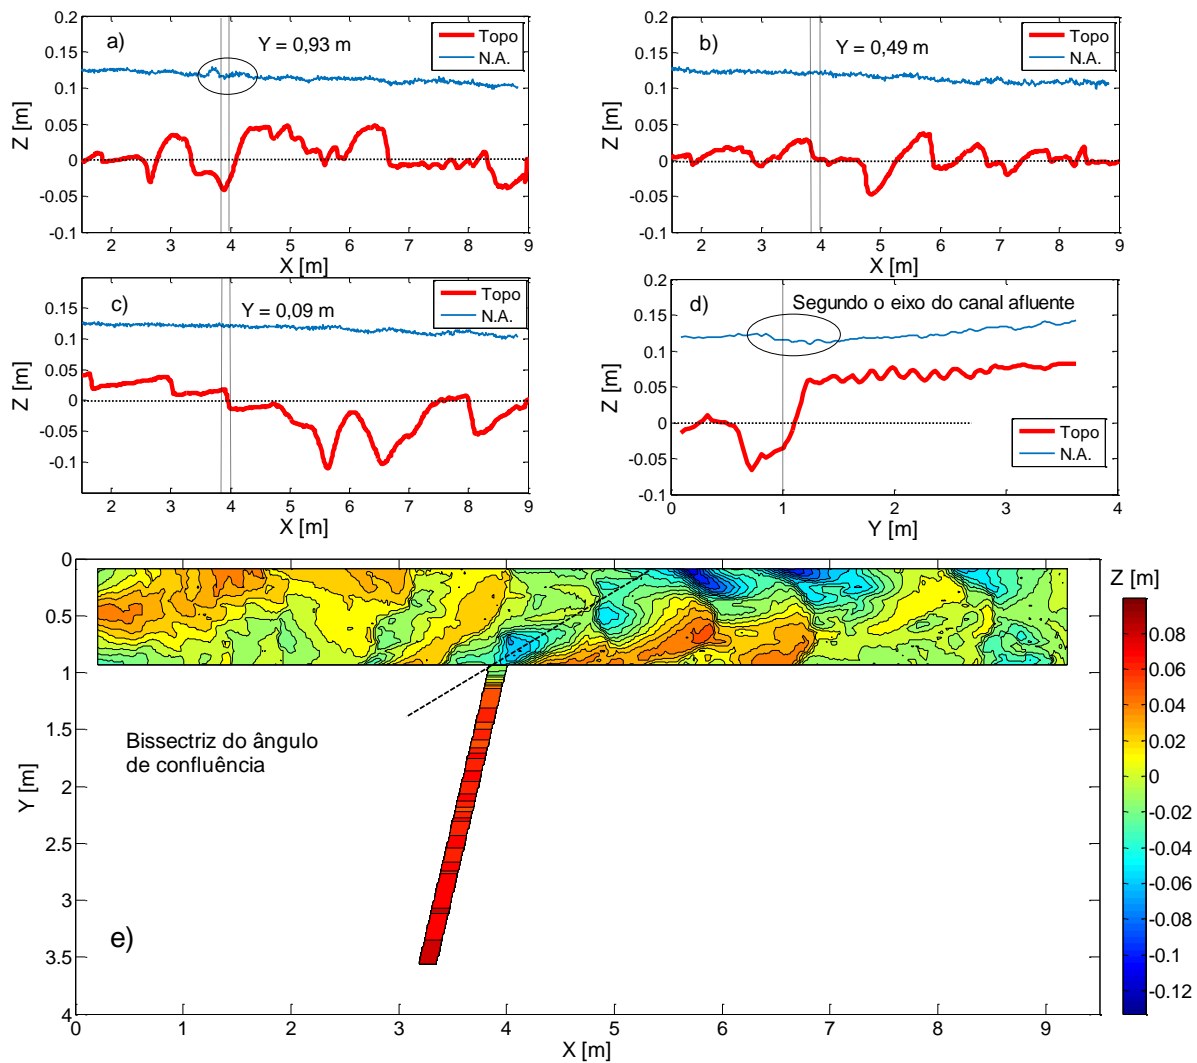 a)
Y = 0,93 m
Topo
N.A.
0.2
0.15
0.1
0.05
0
-0.05
-0.1
Z [m]
2 3 4 5 6 7 8 9
X [m]
b)
Y = 0,49 m
Topo
N.A.
0.2
0.15
0.1
0.05
0
-0.05
-0.1
Z [m]
2 3 4 5 6 7 8 9
X [m]
c)
Y = 0,09 m
Topo
N.A.
0.15
0.1
0.05
0
-0.05
-0.1
Z [m]
2 3 4 5 6 7 8 9
X [m]
d)
Segundo o eixo do canal afluente
Topo
N.A.
0.2
0.15
0.1
0.05
0
-0.05
-0.1
Z [m]
0 1 2 3 4
Y [m]
0
0.5
1
1.5
2
2.5
3
3.5
4
Y [m]
Bissectriz do ângulo
de confluência
e)
0 1 2 3 4 5 6 7 8 9
X [m]
Z [m]
0.08
0.06
0.04
0.02
0
-0.02
-0.04
-0.06
-0.08
-0.1
-0.12